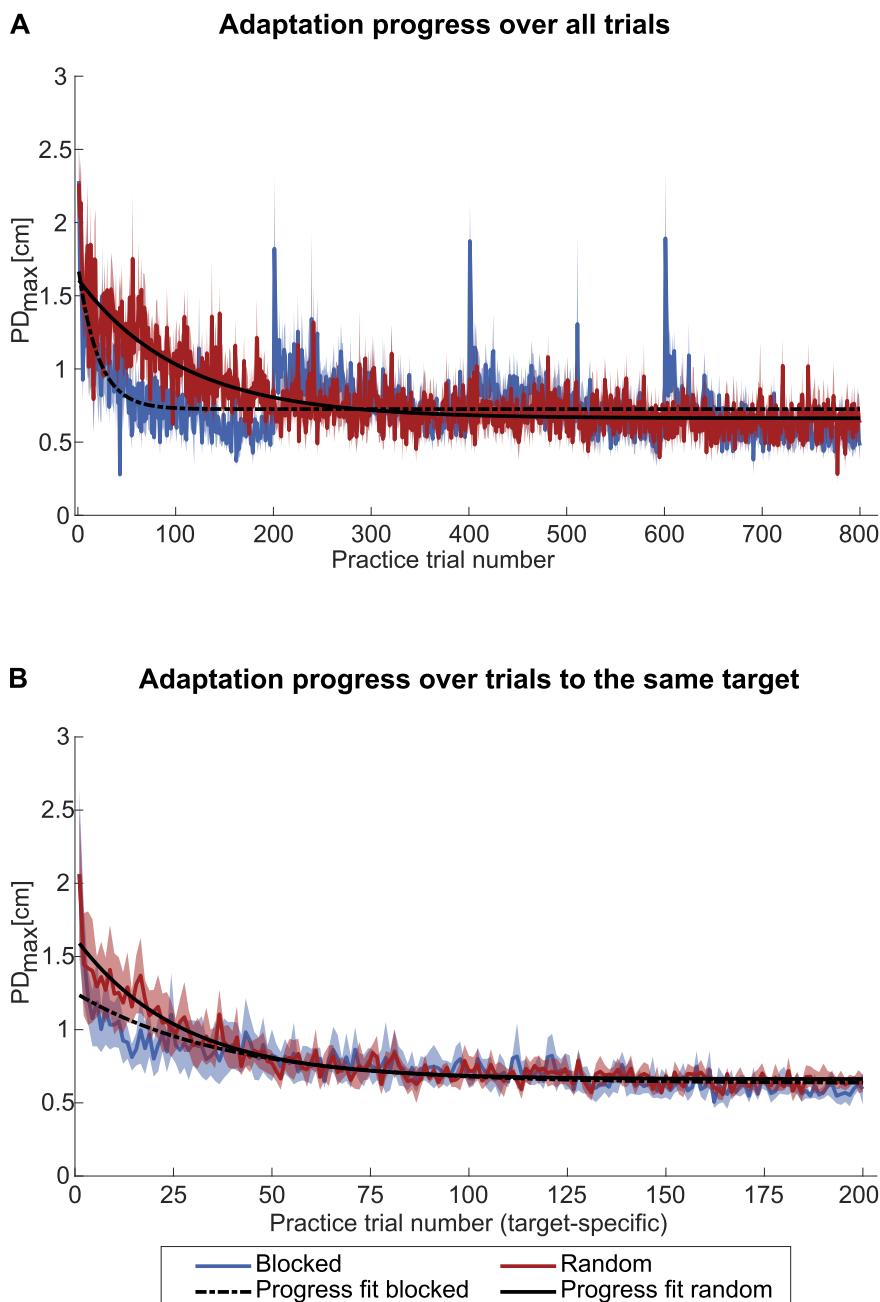 A Adaptation progress over all trials
3
2.5
2
1.5
1
0.5
0
PDmax[cm]
0 100 200 300 400 500 600 700 800
Practice trial number
B Adaptation progress over trials to the same target
3
2.5
2
1.5
1
0.5
0
PDmax[cm]
0 25 50 75 100 125 150 175 200
Practice trial number (target-specific)
Blocked Random
Progress fit blocked Progress fit random